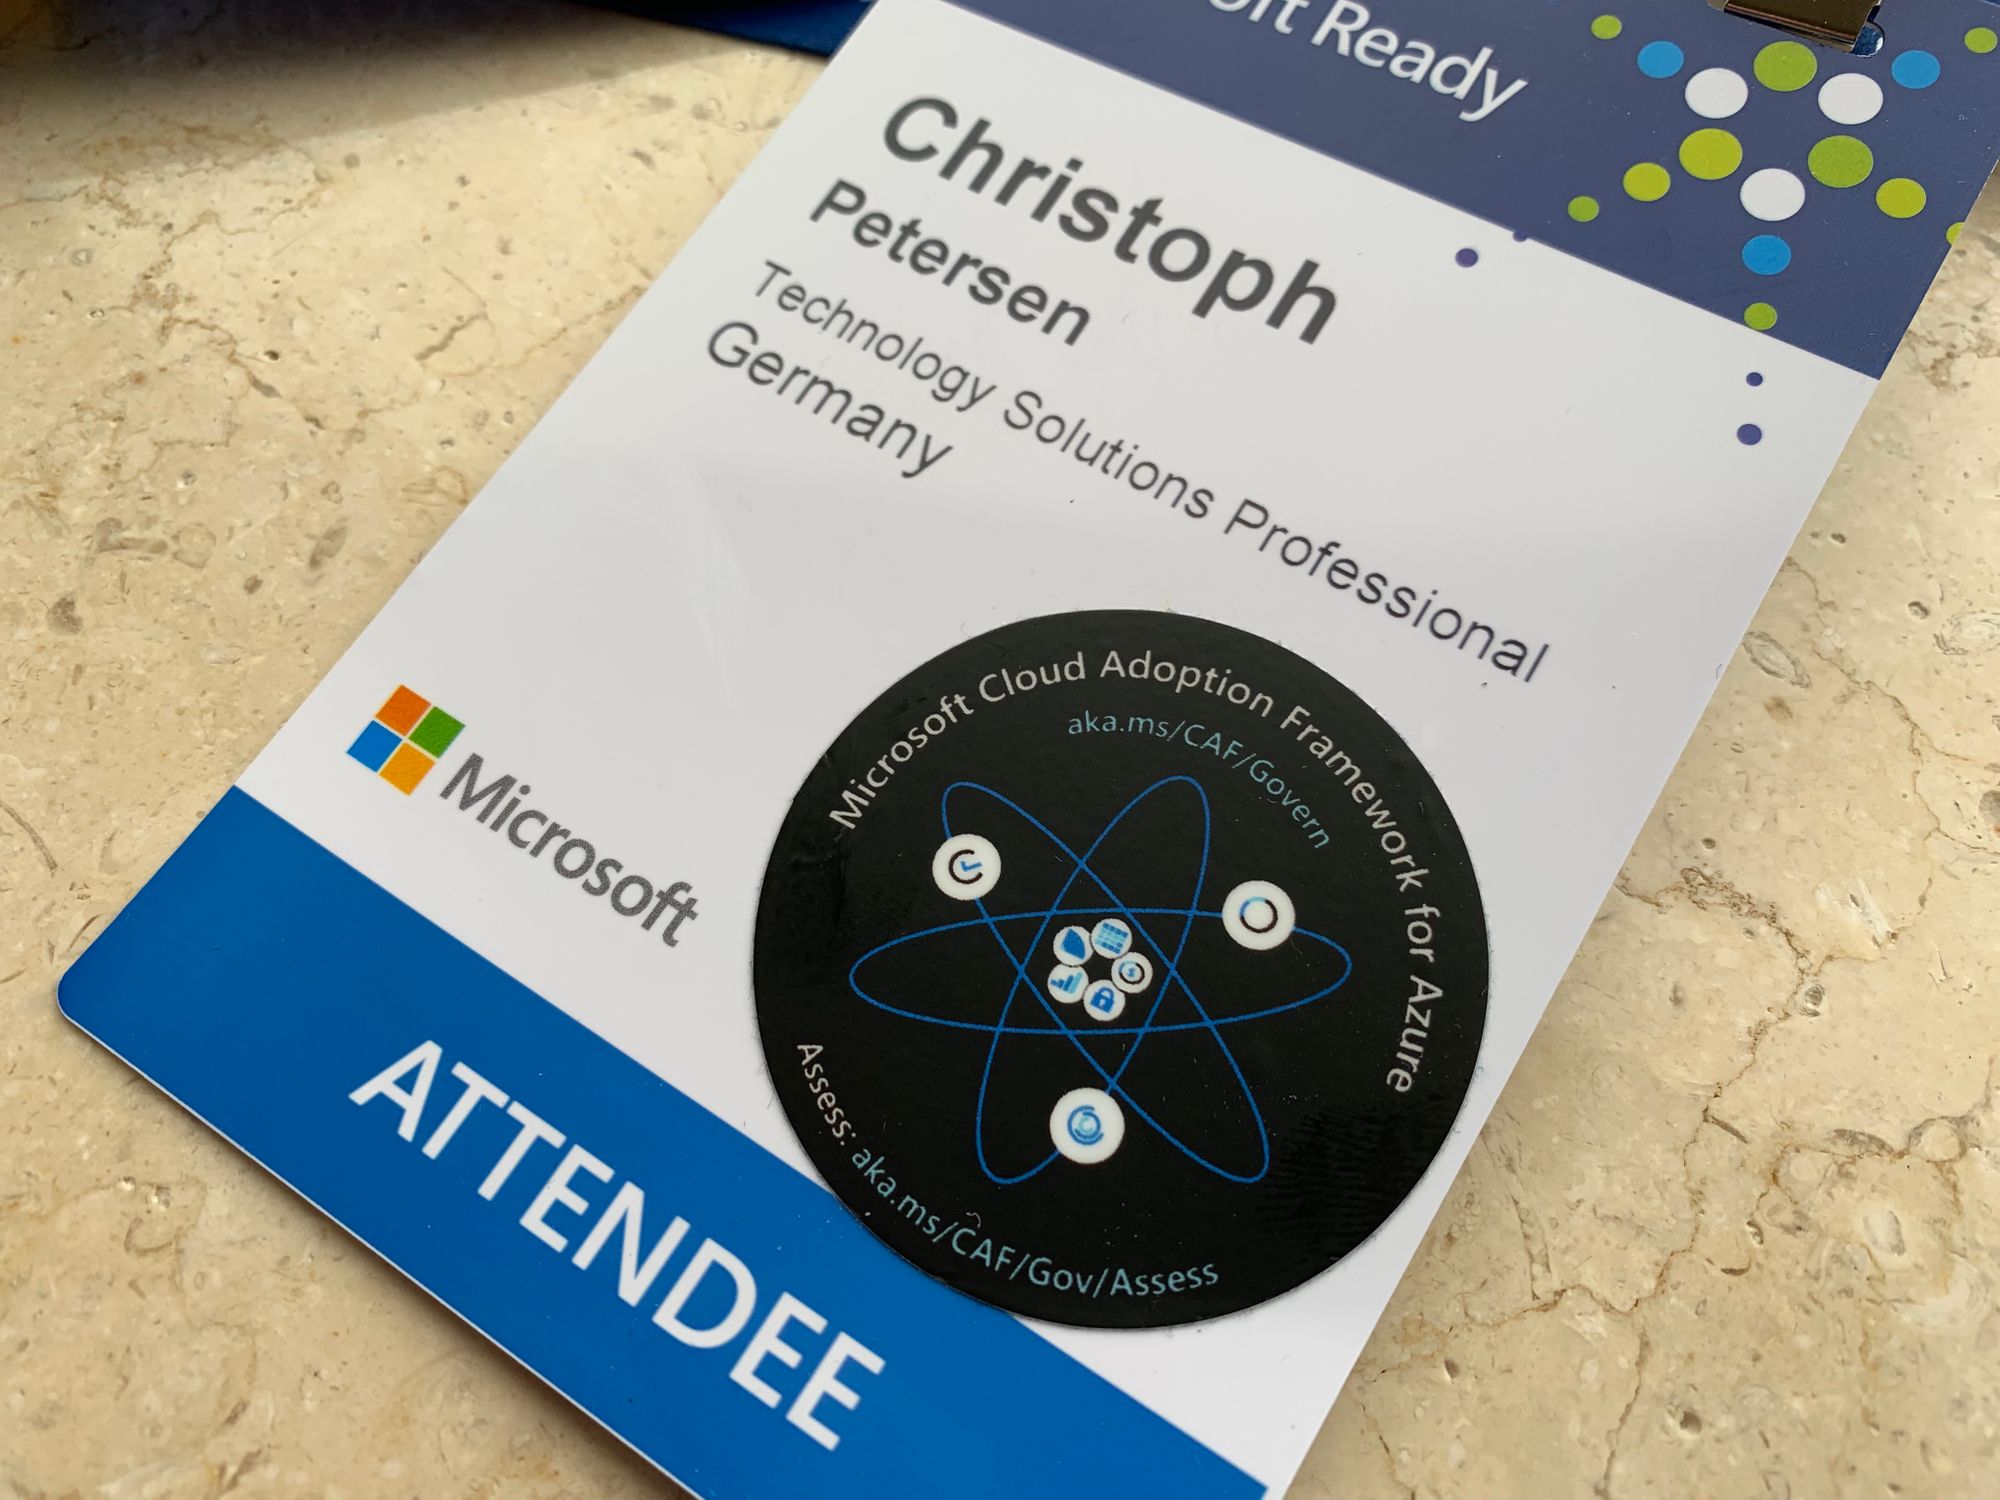 Ready
Christoph
Petersen
Technology Solutions Professional
Germany
Microsoft
Microsoft Cloud Adoption Framework for Azure
aka.ms/CAF/Govern
Assess: aka.ms/CAF/Gov/Assess
ATTENDEE